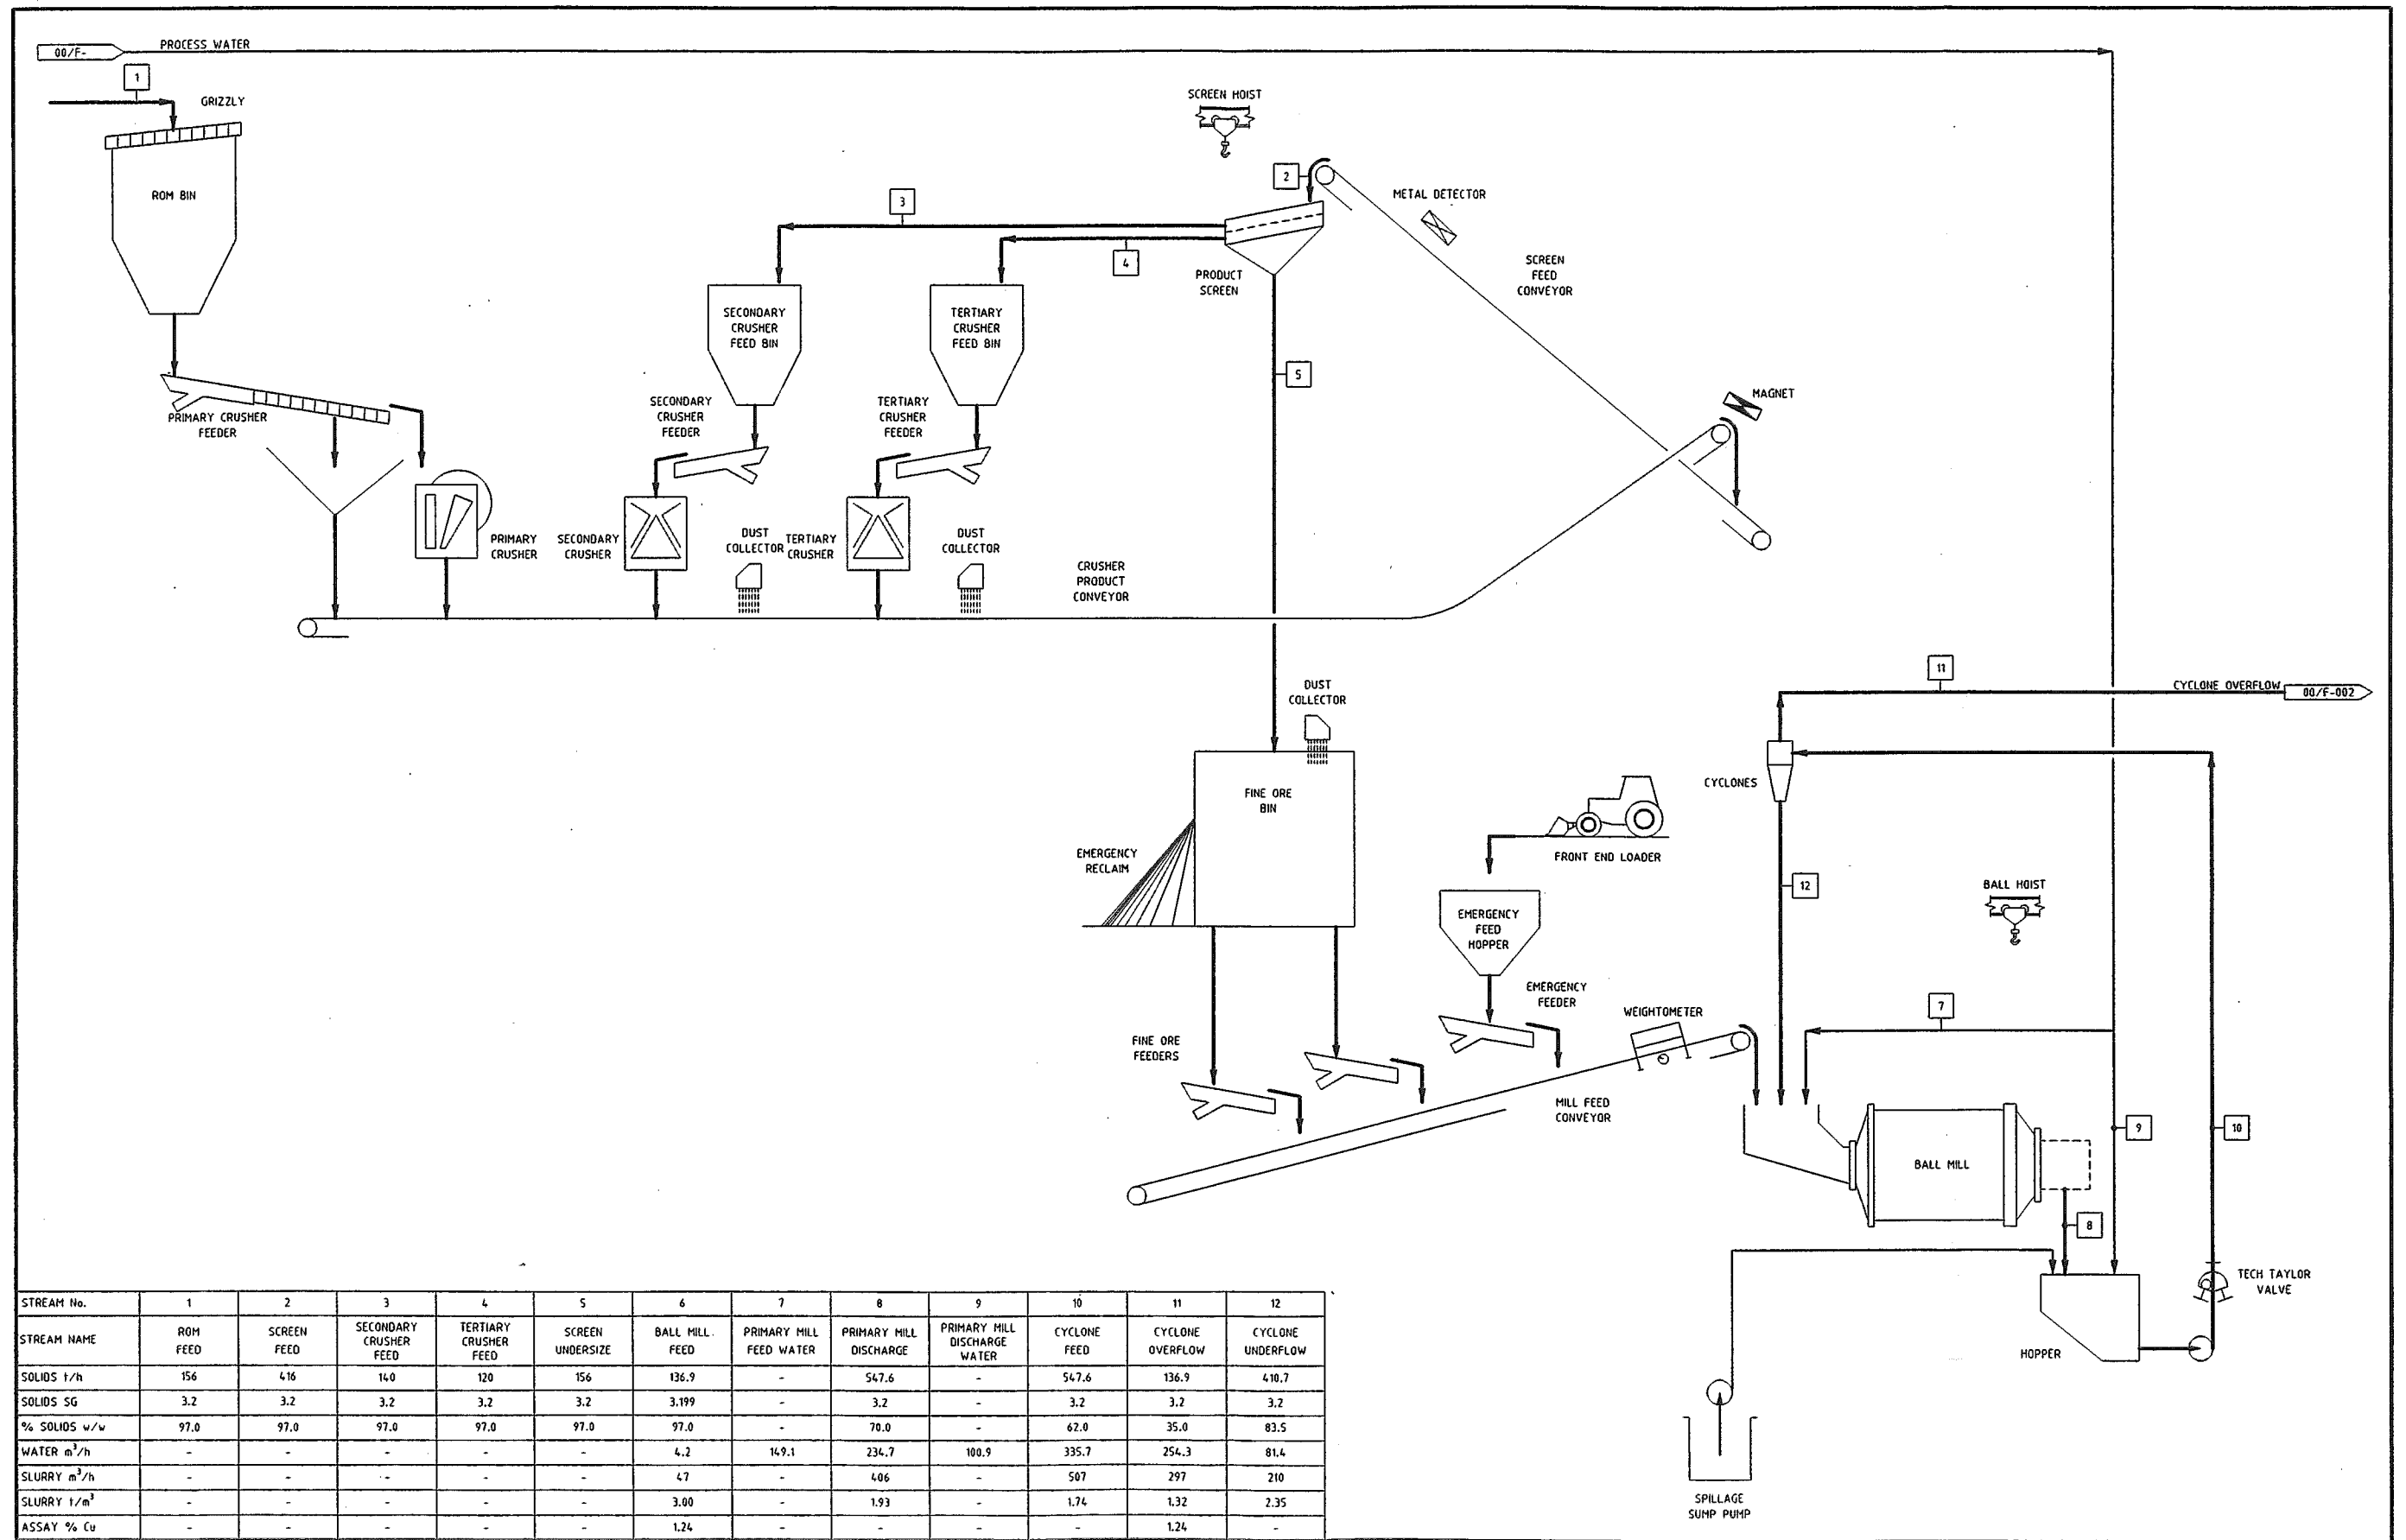 PROCESS WATER
00/F-
1
GRIZZLY
ROM BIN
PRIMARY CRUSHER
FEEDER
PRIMARY
CRUSHER
SCREEN HOIST
2
METAL DETECTOR
3
4
PRODUCT
SCREEN
SCREEN
FEED
CONVEYOR
SECONDARY
CRUSHER
FEED BIN
TERTIARY
CRUSHER
FEED BIN
5
MAGNET
SECONDARY
CRUSHER
FEEDER
TERTIARY
CRUSHER
FEEDER
SECONDARY
CRUSHER
DUST
COLLECTOR
TERTIARY
CRUSHER
DUST
COLLECTOR
CRUSHER
PRODUCT
CONVEYOR
11
CYCLONE OVERFLOW
00/F-002
DUST
COLLECTOR
CYCLONES
FINE ORE
BIN
EMERGENCY
RECLAIM
FRONT END LOADER
12
BALL HOIST
EMERGENCY
FEED
HOPPER
EMERGENCY
FEEDER
WEIGHTOMETER
7
FINE ORE
FEEDERS
MILL FEED
CONVEYOR
9
10
BALL MILL
8
TECH TAYLOR
VALVE
HOPPER
SPILLAGE
SUMP PUMP
STREAM No. 1 2 3 4 5 6 7 8 9 10 11 12
STREAM NAME
ROM
FEED
SCREEN
FEED
SECONDARY
CRUSHER
FEED
TERTIARY
CRUSHER
FEED
SCREEN
UNDERSIZE
BALL MILL.
FEED
PRIMARY MILL
FEED WATER
PRIMARY MILL
DISCHARGE
PRIMARY MILL
DISCHARGE
WATER
CYCLONE
FEED
CYCLONE
OVERFLOW
CYCLONE
UNDERFLOW
SOLIDS t/h 156 416 140 120 156 136.9 - 547.6 - 547.6 136.9 410.7
SOLIDS SG 3.2 3.2 3.2 3.2 3.2 3.199 - 3.2 - 3.2 3.2 3.2
% SOLIDS w/w 97.0 97.0 97.0 97.0 97.0 97.0 - 70.0 - 62.0 35.0 83.5
WATER m³/h - - - - - 4.2 149.1 234.7 100.9 335.7 254.3 81.4
SLURRY m³/h - - - - - 47 - 406 - 507 297 210
SLURRY t/m³ - - - - - 3.00 - 1.93 - 1.74 1.32 2.35
ASSAY % Cu - - - - - 1.24 - - - - 1.24 -